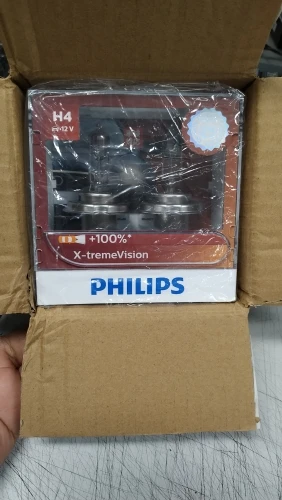 H4
12 V
+100%*
X-tremeVision
PHILIPS